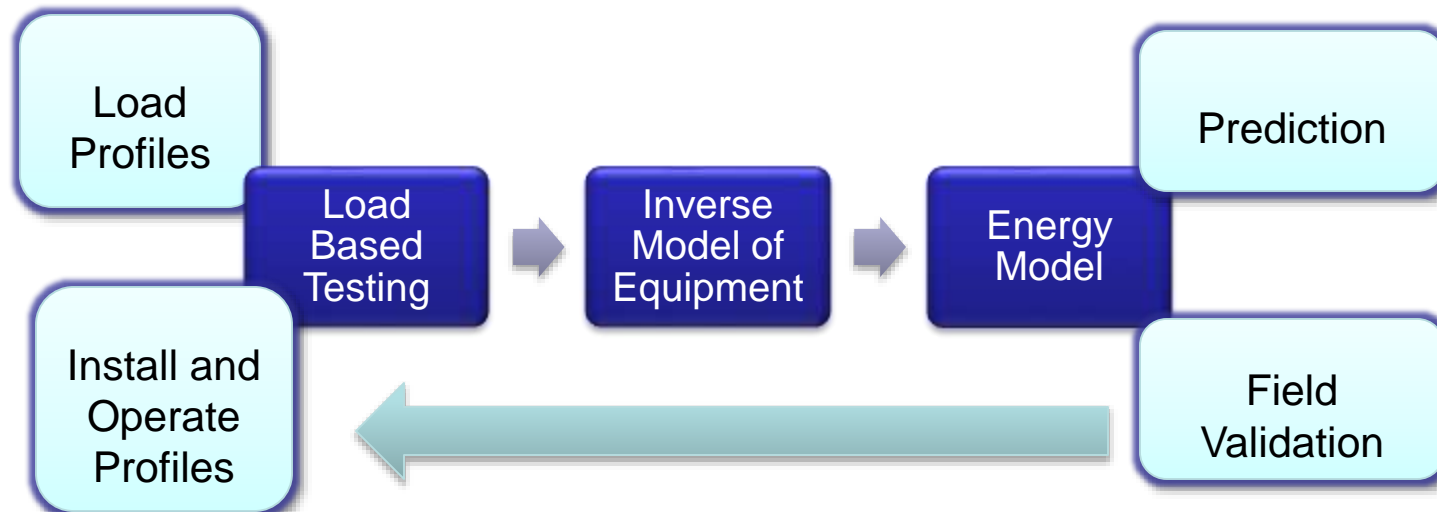 Load
Profiles
Load
Based
Testing
Inverse
Model of
Equipment
Energy
Model
Prediction
Install and
Operate
Profiles
Field
Validation